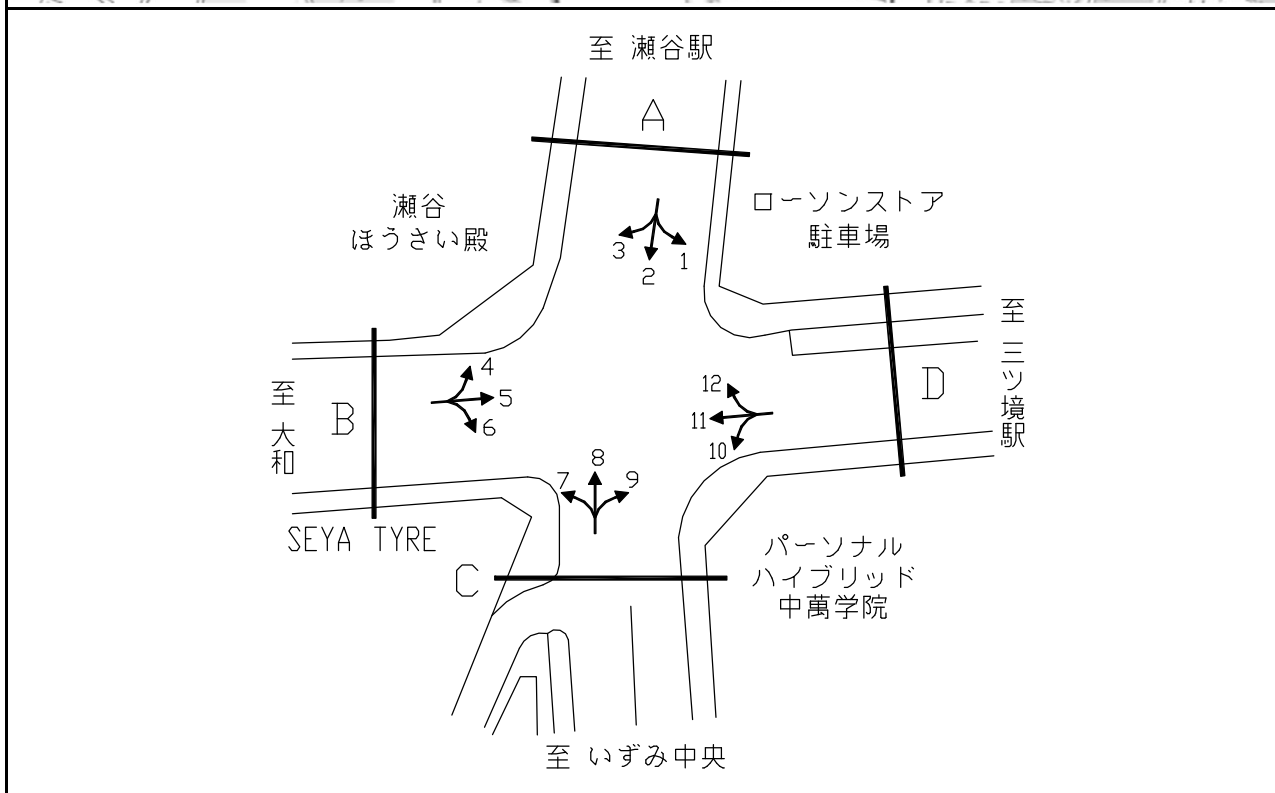 至 瀬谷駅
A
瀬谷
ほうさい殿
ローソンストア
駐車場
3
2
1
至 三ツ境駅
D
至 大和
B
4
5
6
12
11
10
7
8
9
SEYA TYRE
C
パーソナル
ハイブリッド
中萬学院
至 いずみ中央